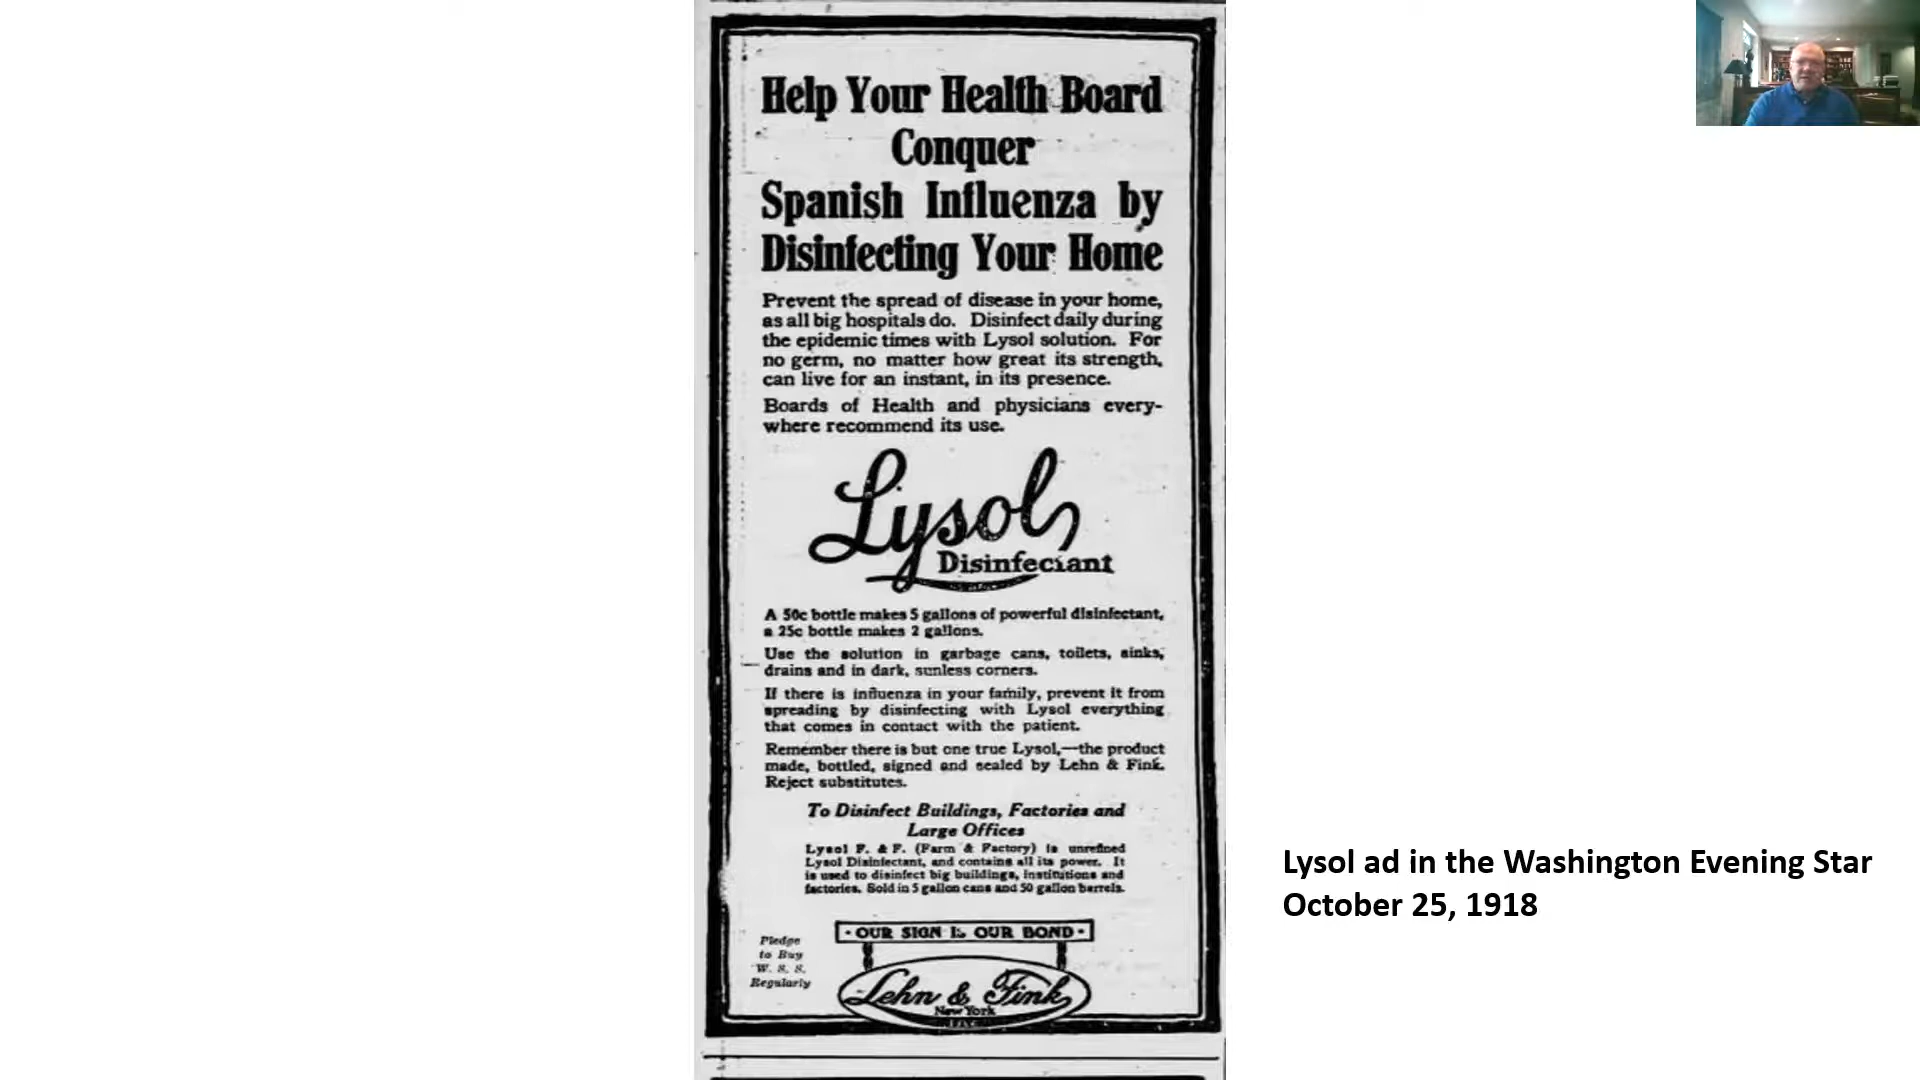 Help Your Health Board
Conquer
Spanish Influenza by
Disinfecting Your Home
Prevent the spread of disease in your home,
as all big hospitals do. Disinfect daily during
the epidemic times with Lysol solution. For
no germ, no matter how great its strength,
can live for an instant, in its presence.
Boards of Health and physicians every-
where recommend its use.
Lysol
Disinfectant
A 50c bottle makes 5 gallons of powerful disinfectant,
a 25c bottle makes 2 gallons.
Use the solution in garbage cans, toilets, sinks,
drains and in dark, sunless corners.
If there is influenza in your family, prevent it from
spreading by disinfecting with Lysol everything
that comes in contact with the patient.
Remember there is but one true Lysol,—the product
made, bottled, signed and sealed by Lehn & Fink.
Reject substitutes.
To Disinfect Buildings, Factories and
Large Offices
Lysol F. & F. (Farm & Factory) is unrefined
Lysol Disinfectant, and contains all its power. It
is used to disinfect big buildings, institutions and
factories. Sold in 5 gallon cans and 50 gallon barrels.
Pledge
to Buy
W. S. S.
Regularly
· OUR SIGN IS OUR BOND ·
Lehn & Fink
New York
Lysol ad in the Washington Evening Star
October 25, 1918